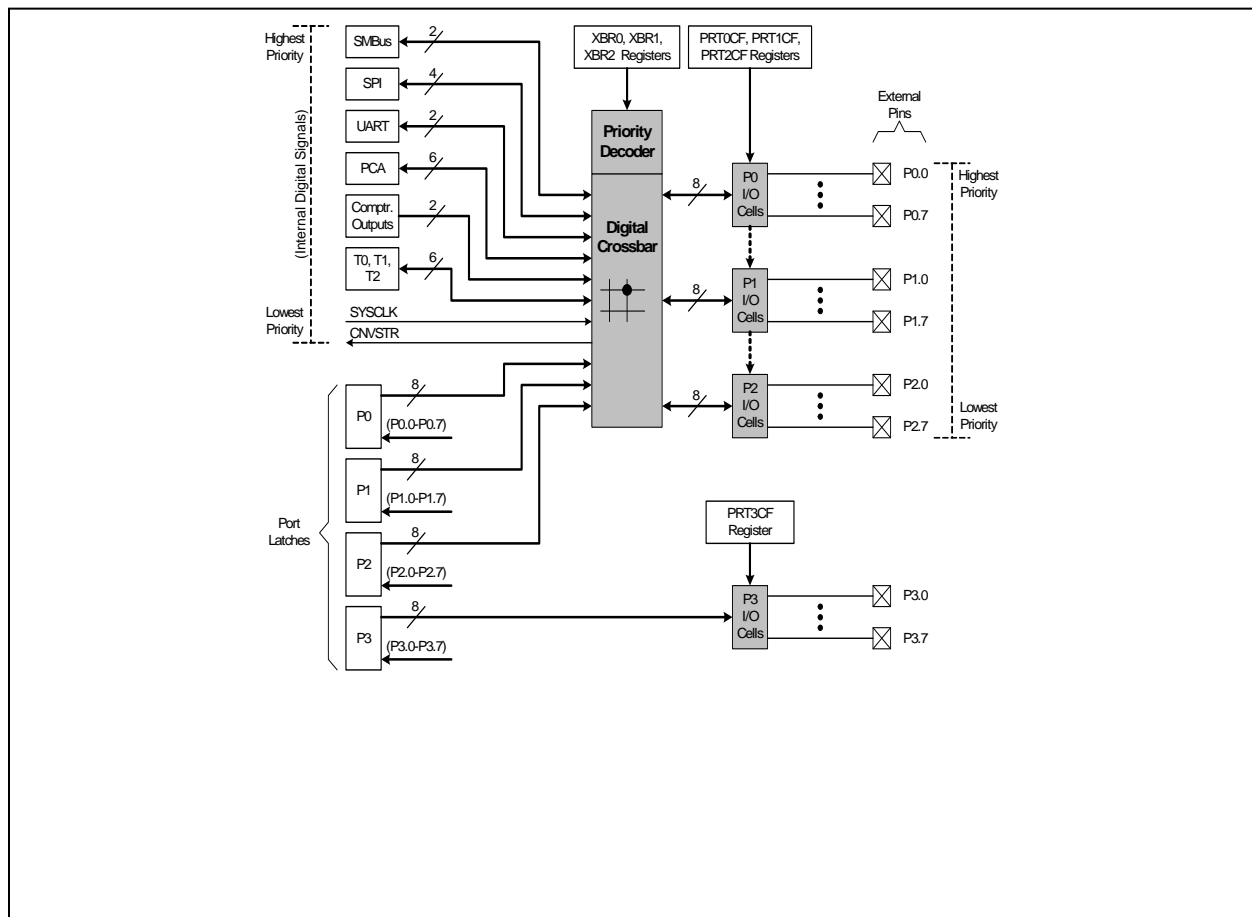 Highest
Priority
(Internal Digital Signals)
Lowest
Priority
SMBus
2
SPI
4
UART
2
PCA
6
Comptr.
Outputs
2
T0, T1,
T2
6
SYSCLK
CNVSTR
XBR0, XBR1,
XBR2 Registers
PRT0CF, PRT1CF,
PRT2CF Registers
Priority
Decoder
Digital
Crossbar
8
P0
I/O
Cells
8
P1
I/O
Cells
8
P2
I/O
Cells
External
Pins
P0.0
P0.7
P1.0
P1.7
P2.0
P2.7
Highest
Priority
Lowest
Priority
Port
Latches
P0
8
(P0.0-P0.7)
P1
8
(P1.0-P1.7)
P2
8
(P2.0-P2.7)
P3
8
(P3.0-P3.7)
PRT3CF
Register
P3
I/O
Cells
P3.0
P3.7